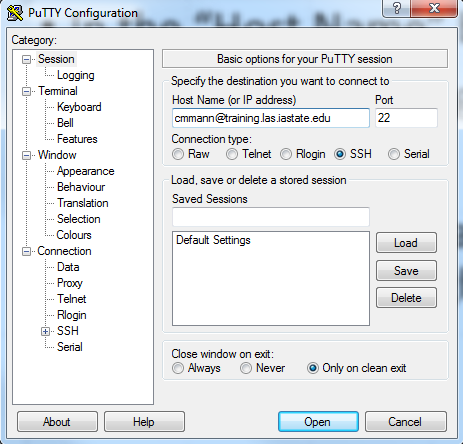 PuTTY Configuration
Category:
Session
Logging
Terminal
Keyboard
Bell
Features
Window
Appearance
Behaviour
Translation
Selection
Colours
Connection
Data
Proxy
Telnet
Rlogin
SSH
Serial
Basic options for your PuTTY session
Specify the destination you want to connect to
Host Name (or IP address) Port
cmmann@training.las.iastate.edu 22
Connection type:
Raw Telnet Rlogin SSH Serial
Load, save or delete a stored session
Saved Sessions
Default Settings
Load
Save
Delete
Close window on exit:
Always Never Only on clean exit
About Help Open Cancel